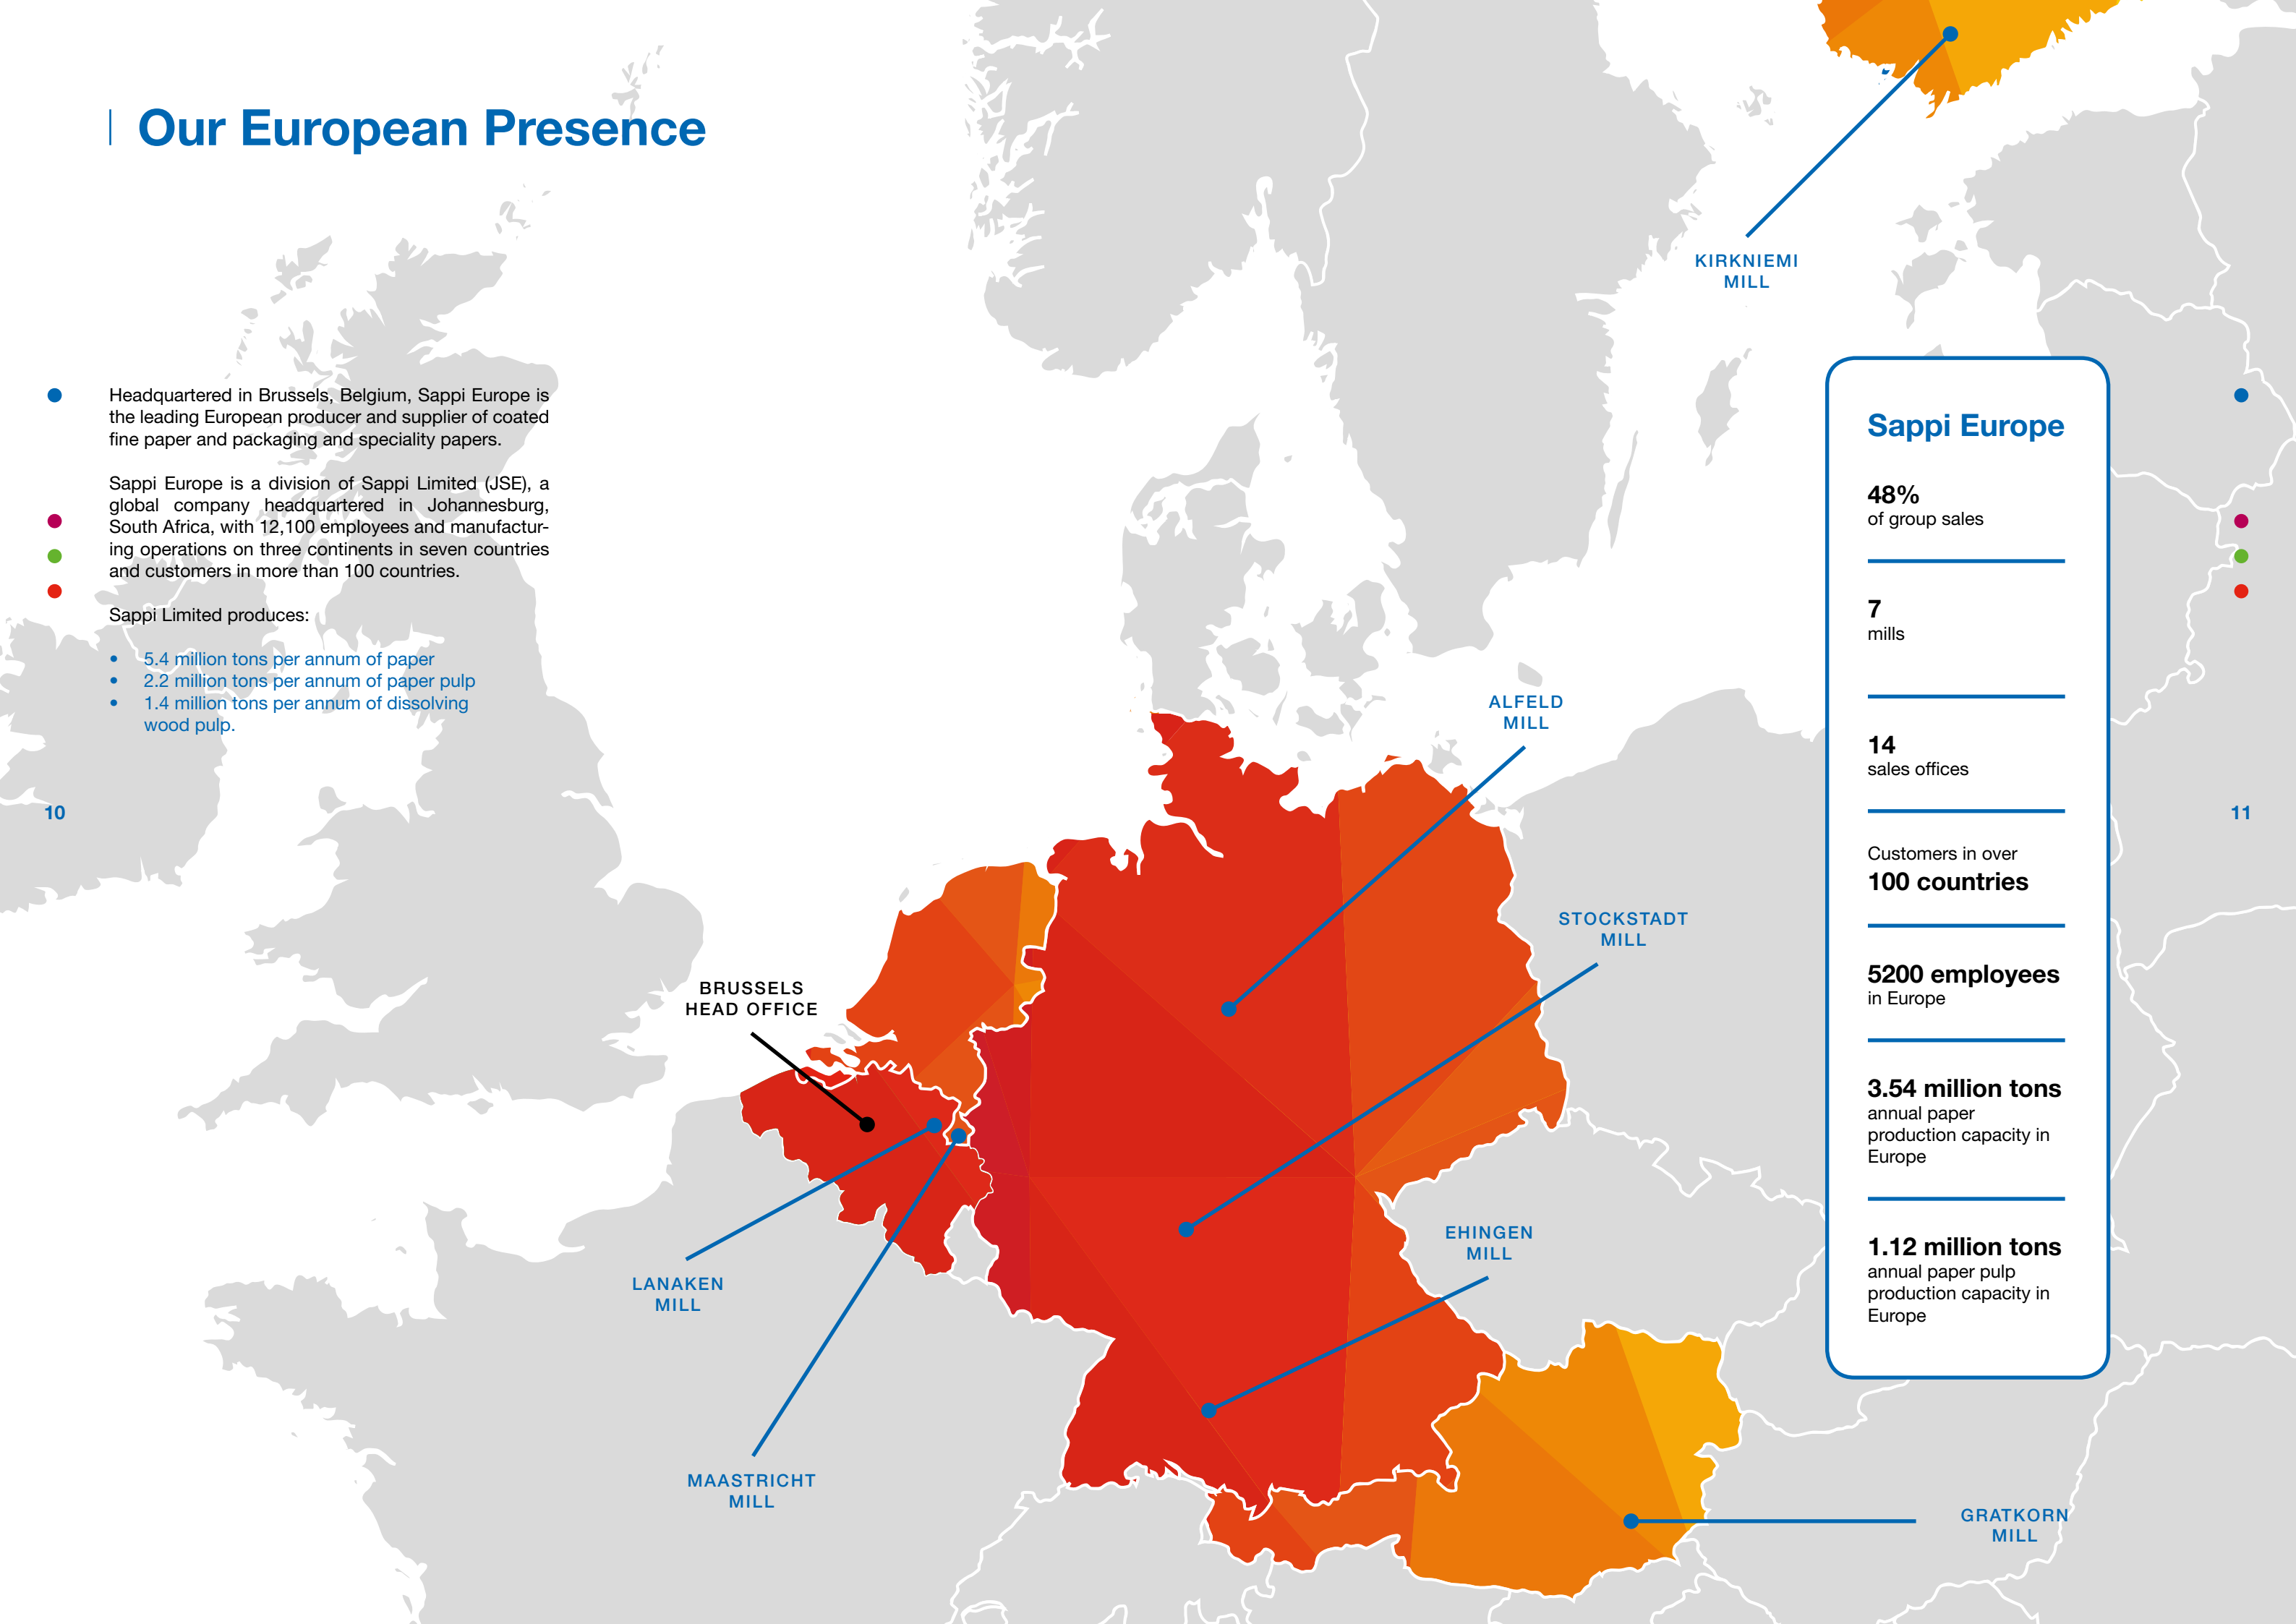 Our European Presence
Headquartered in Brussels, Belgium, Sappi Europe is
the leading European producer and supplier of coated
fine paper and packaging and speciality papers.
Sappi Europe is a division of Sappi Limited (JSE), a
global company headquartered in Johannesburg,
South Africa, with 12,100 employees and manufactur-
ing operations on three continents in seven countries
and customers in more than 100 countries.
Sappi Limited produces:
• 5.4 million tons per annum of paper
• 2.2 million tons per annum of paper pulp
• 1.4 million tons per annum of dissolving
wood pulp.
10
BRUSSELS
HEAD OFFICE
LANAKEN
MILL
MAASTRICHT
MILL
KIRKNIEMI
MILL
ALFELD
MILL
STOCKSTADT
MILL
EHINGEN
MILL
GRATKORN
MILL
Sappi Europe
48%
of group sales
7
mills
14
sales offices
Customers in over
100 countries
5200 employees
in Europe
3.54 million tons
annual paper
production capacity in
Europe
1.12 million tons
annual paper pulp
production capacity in
Europe
11